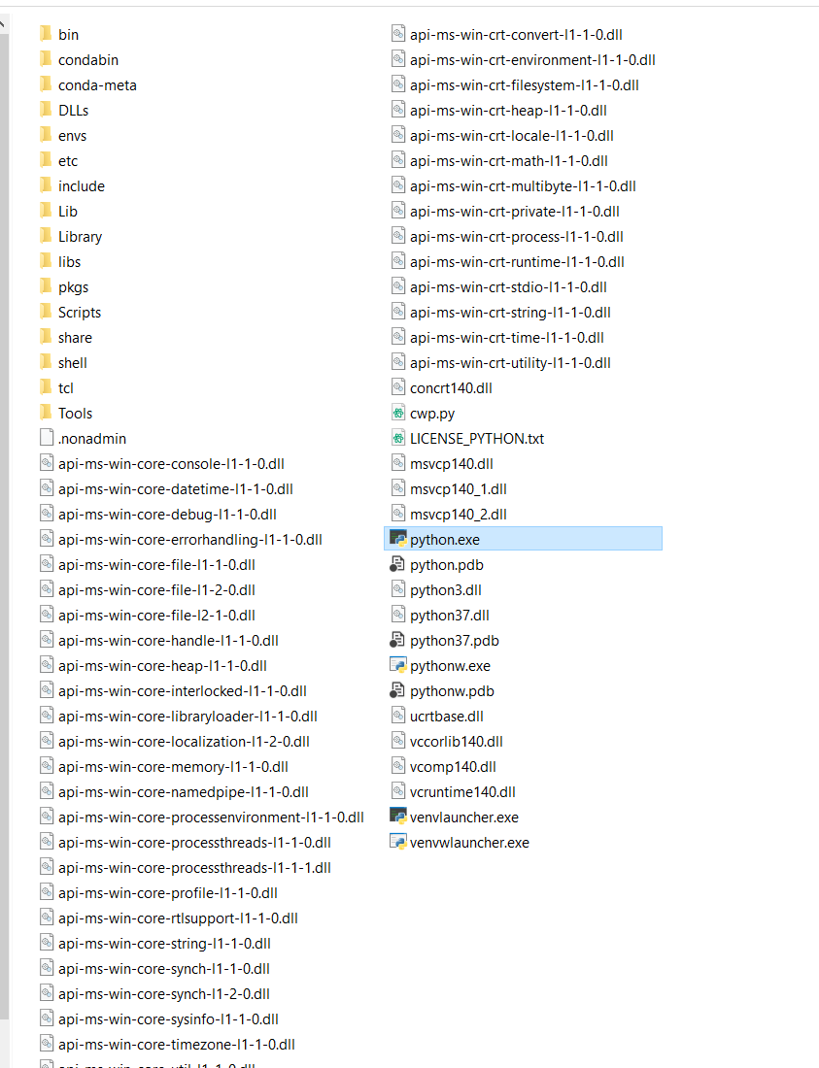 bin
condabin
conda-meta
DLLs
envs
etc
include
Lib
Library
libs
pkgs
Scripts
share
shell
tcl
Tools
.nonadmin
api-ms-win-core-console-l1-1-0.dll
api-ms-win-core-datetime-l1-1-0.dll
api-ms-win-core-debug-l1-1-0.dll
api-ms-win-core-errorhandling-l1-1-0.dll
api-ms-win-core-file-l1-1-0.dll
api-ms-win-core-file-l1-2-0.dll
api-ms-win-core-file-l2-1-0.dll
api-ms-win-core-handle-l1-1-0.dll
api-ms-win-core-heap-l1-1-0.dll
api-ms-win-core-interlocked-l1-1-0.dll
api-ms-win-core-libraryloader-l1-1-0.dll
api-ms-win-core-localization-l1-2-0.dll
api-ms-win-core-memory-l1-1-0.dll
api-ms-win-core-namedpipe-l1-1-0.dll
api-ms-win-core-processenvironment-l1-1-0.dll
api-ms-win-core-processthreads-l1-1-0.dll
api-ms-win-core-processthreads-l1-1-1.dll
api-ms-win-core-profile-l1-1-0.dll
api-ms-win-core-rtlsupport-l1-1-0.dll
api-ms-win-core-string-l1-1-0.dll
api-ms-win-core-synch-l1-1-0.dll
api-ms-win-core-synch-l1-2-0.dll
api-ms-win-core-sysinfo-l1-1-0.dll
api-ms-win-core-timezone-l1-1-0.dll
api-ms-win-crt-convert-l1-1-0.dll
api-ms-win-crt-environment-l1-1-0.dll
api-ms-win-crt-filesystem-l1-1-0.dll
api-ms-win-crt-heap-l1-1-0.dll
api-ms-win-crt-locale-l1-1-0.dll
api-ms-win-crt-math-l1-1-0.dll
api-ms-win-crt-multibyte-l1-1-0.dll
api-ms-win-crt-private-l1-1-0.dll
api-ms-win-crt-process-l1-1-0.dll
api-ms-win-crt-runtime-l1-1-0.dll
api-ms-win-crt-stdio-l1-1-0.dll
api-ms-win-crt-string-l1-1-0.dll
api-ms-win-crt-time-l1-1-0.dll
api-ms-win-crt-utility-l1-1-0.dll
concrt140.dll
cwp.py
LICENSE_PYTHON.txt
msvcp140.dll
msvcp140_1.dll
msvcp140_2.dll
python.exe
python.pdb
python3.dll
python37.dll
python37.pdb
pythonw.exe
pythonw.pdb
ucrtbase.dll
vccorlib140.dll
vcomp140.dll
vcruntime140.dll
venvlauncher.exe
venvwlauncher.exe